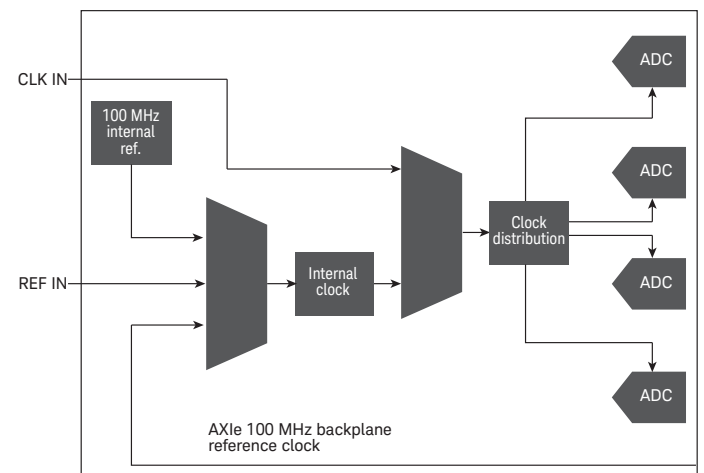 CLK IN
100 MHz
internal
ref.
REF IN
Internal
clock
Clock
distribution
ADC
ADC
ADC
ADC
AXIe 100 MHz backplane
reference clock